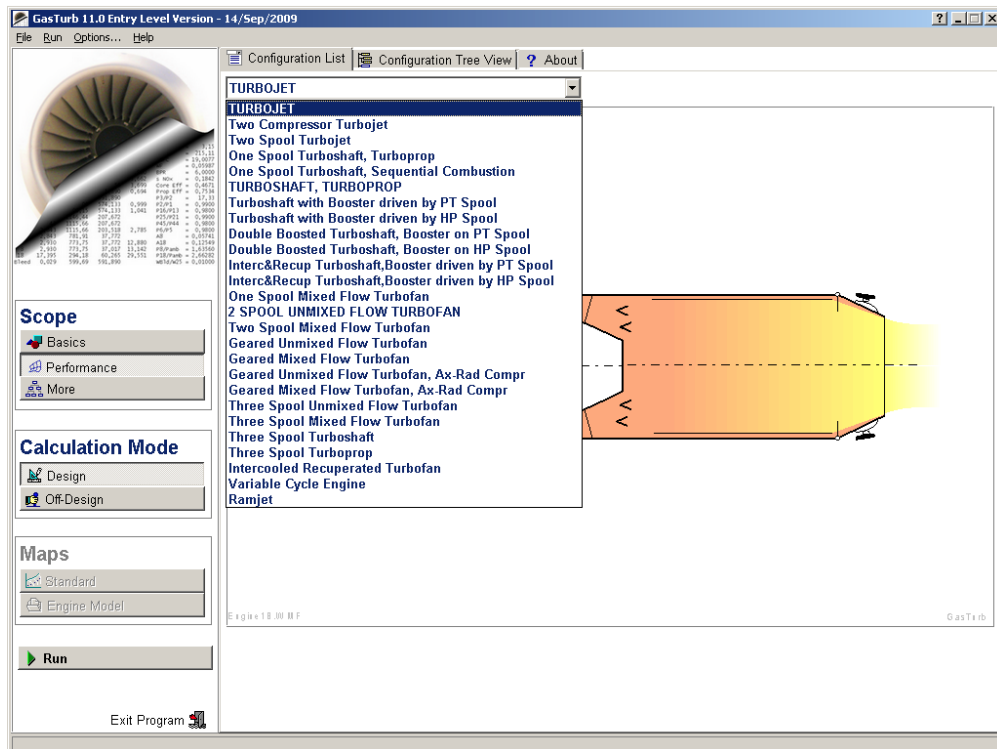 GasTurb 11.0 Entry Level Version - 14/Sep/2009
File Run Options... Help
Configuration List Configuration Tree View ? About
TURBOJET
TURBOJET
Two Compressor Turbojet
Two Spool Turbojet
One Spool Turboshaft, Turboprop
One Spool Turboshaft, Sequential Combustion
TURBOSHAFT, TURBOPROP
Turboshaft with Booster driven by PT Spool
Turboshaft with Booster driven by HP Spool
Double Boosted Turboshaft, Booster on PT Spool
Double Boosted Turboshaft, Booster on HP Spool
Interc&Recup Turboshaft,Booster driven by PT Spool
Interc&Recup Turboshaft,Booster driven by HP Spool
One Spool Mixed Flow Turbofan
2 SPOOL UNMIXED FLOW TURBOFAN
Two Spool Mixed Flow Turbofan
Geared Unmixed Flow Turbofan
Geared Mixed Flow Turbofan
Geared Unmixed Flow Turbofan, Ax-Rad Compr
Geared Mixed Flow Turbofan, Ax-Rad Compr
Three Spool Unmixed Flow Turbofan
Three Spool Mixed Flow Turbofan
Three Spool Turboshaft
Three Spool Turboprop
Intercooled Recuperated Turbofan
Variable Cycle Engine
Ramjet
Scope
Basics
Performance
More
Calculation Mode
Design
Off-Design
Maps
Standard
Engine Model
Run
Exit Program
Engine18.WMF
GasTurb